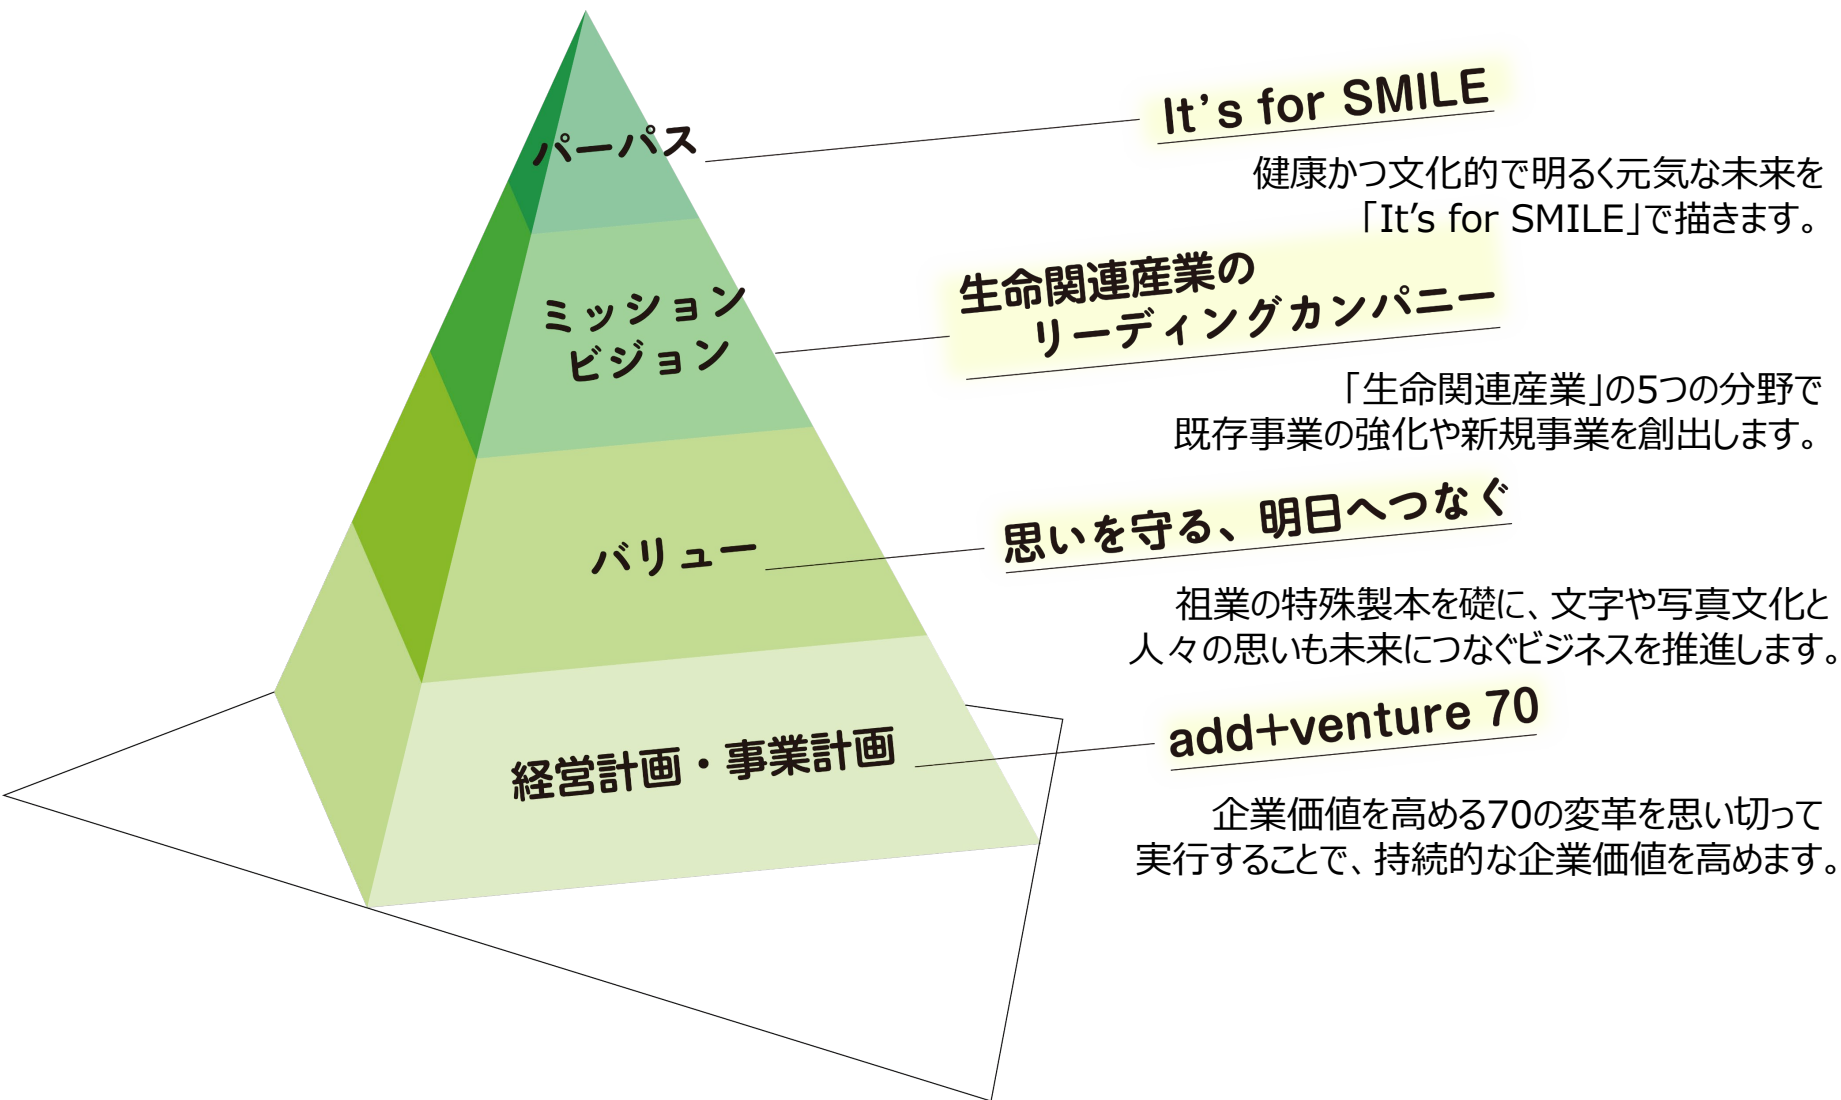 パーパス
It’s for SMILE
健康かつ文化的で明るく元気な未来を
「It’s for SMILE」で描きます。
ミッション
ビジョン
生命関連産業の
リーディングカンパニー
「生命関連産業」の5つの分野で
既存事業の強化や新規事業を創出します。
バリュー
思いを守る、明日へつなぐ
祖業の特殊製本を礎に、文字や写真文化と
人々の思いも未来につなぐビジネスを推進します。
経営計画・事業計画
add+venture 70
企業価値を高める70の変革を思い切って
実行することで、持続的な企業価値を高めます。